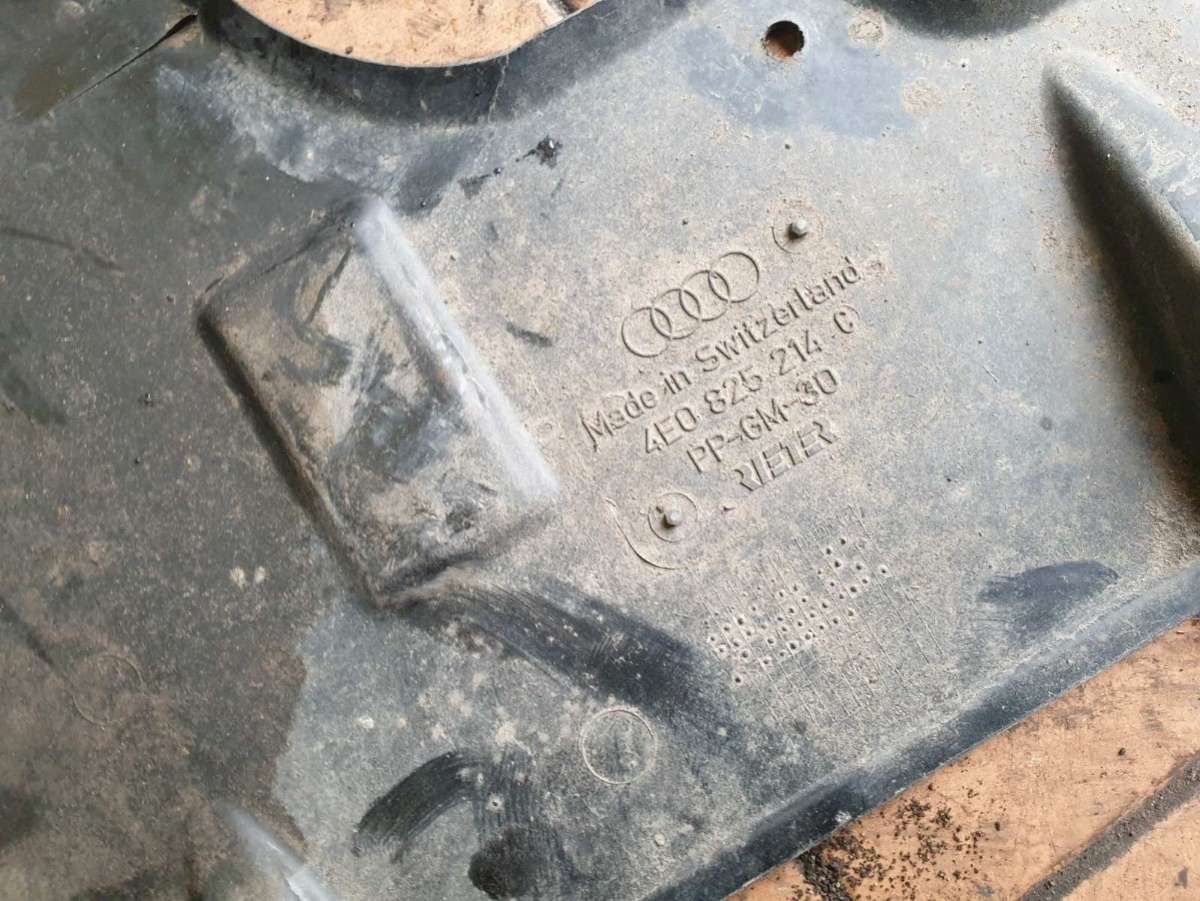 Made in Switzerland
4E0 825 214 C
PP-GM-30
RIETER